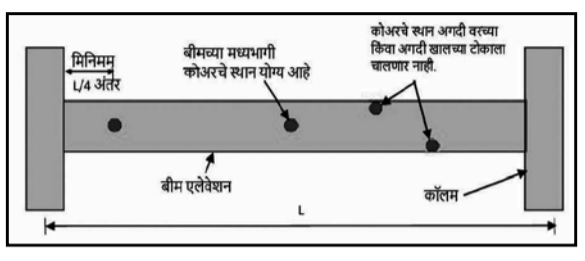 मिनिमम
L/4 अंतर
बीमच्या मध्यभागी
कोअरचे स्थान योग्य आहे
कोअरचे स्थान अगदी वरच्या
किंवा अगदी खालच्या टोकाला
चालणार नाही.
बीम एलेवेशन
कॉलम
L